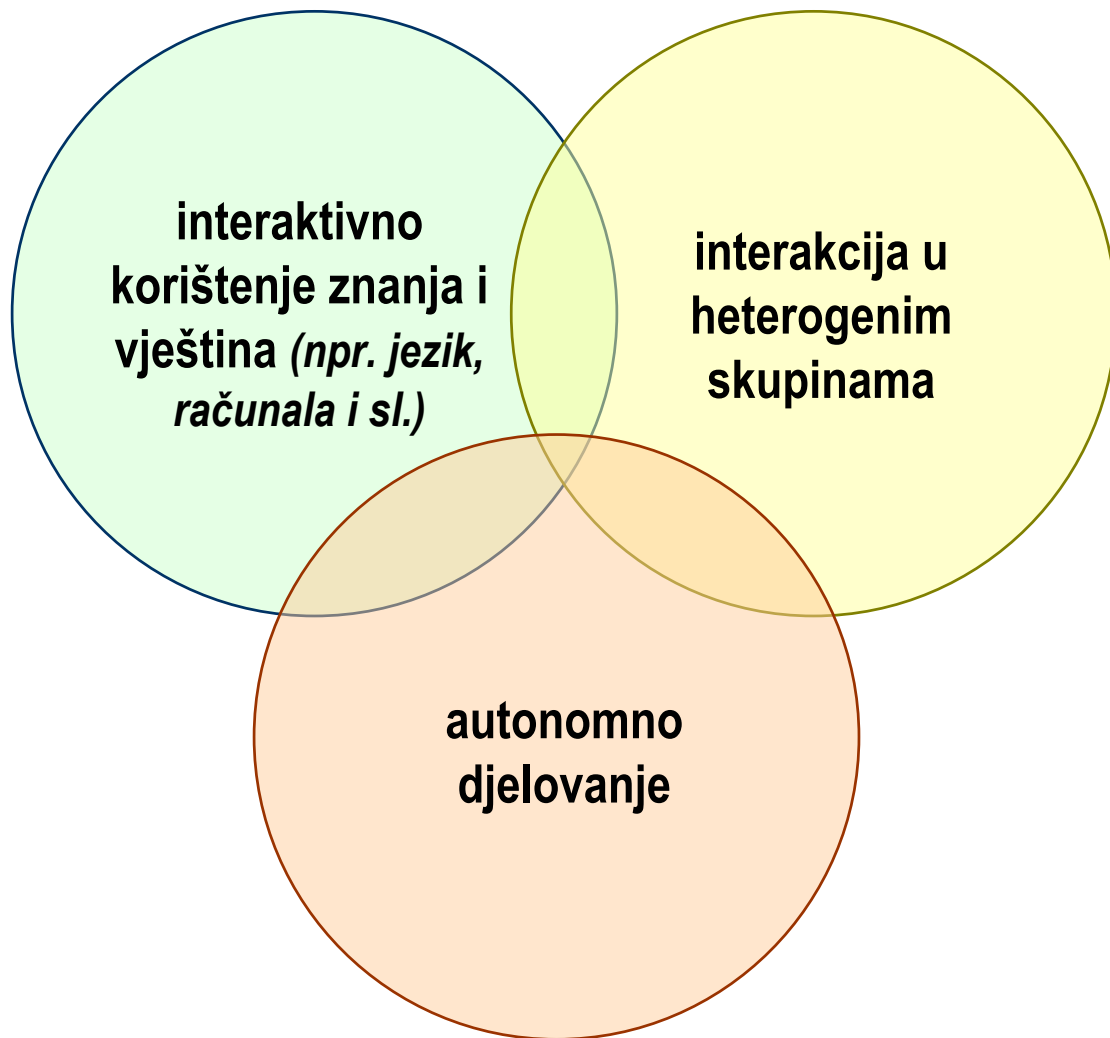 interaktivno
korištenje znanja i
vještina (npr. jezik,
računala i sl.)
interakcija u
heterogenim
skupinama
autonomno
djelovanje